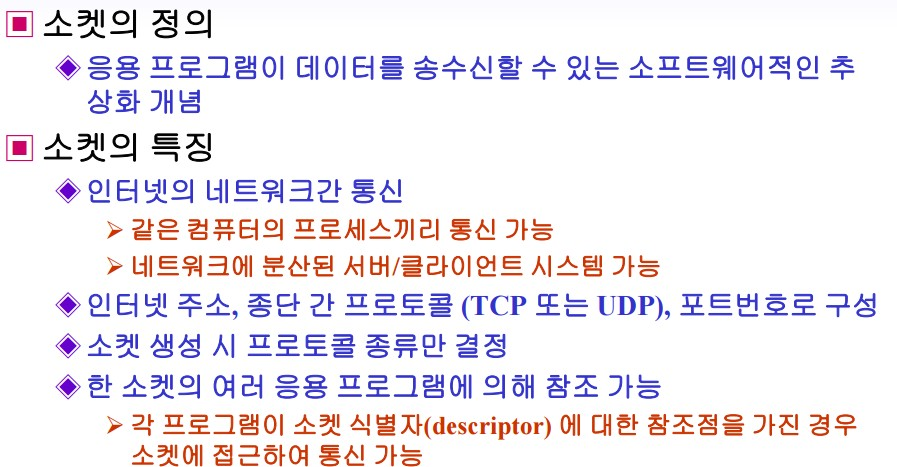 소켓의 정의
응용 프로그램이 데이터를 송수신할 수 있는 소프트웨어적인 추
상화 개념
소켓의 특징
인터넷의 네트워크간 통신
같은 컴퓨터의 프로세스끼리 통신 가능
네트워크에 분산된 서버/클라이언트 시스템 가능
인터넷 주소, 종단 간 프로토콜 (TCP 또는 UDP), 포트번호로 구성
소켓 생성 시 프로토콜 종류만 결정
한 소켓의 여러 응용 프로그램에 의해 참조 가능
각 프로그램이 소켓 식별자(descriptor) 에 대한 참조점을 가진 경우
소켓에 접근하여 통신 가능